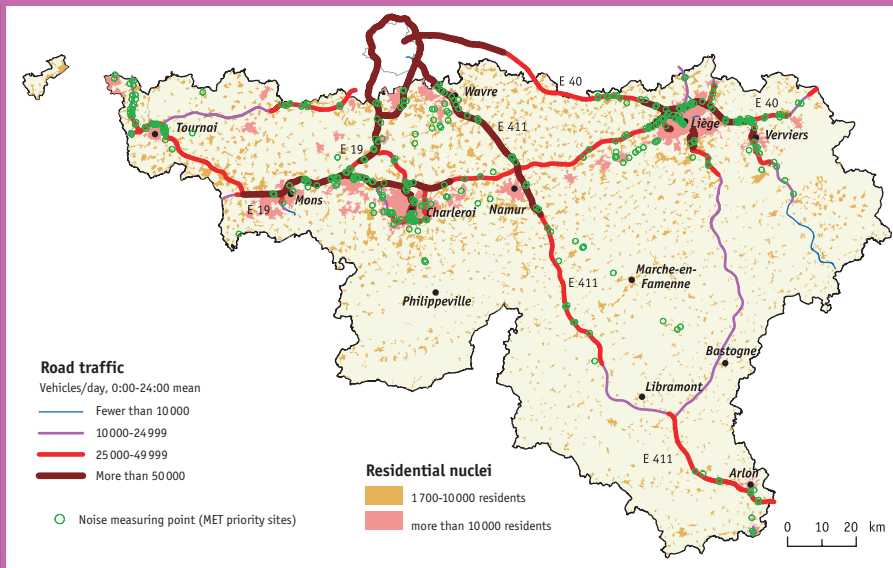 E 40
Wavre
E 40
Tournai
E 411
Liège
Verviers
E 19
Mons
E 19
Charleroi
Namur
E 411
Marche-en-
Famenne
Philippeville
Bastogne
Libramont
E 411
Arlon
Road traffic
Vehicles/day, 0:00-24:00 mean
Fewer than 10 000
10 000-24 999
25 000-49 999
More than 50 000
Noise measuring point (MET priority sites)
Residential nuclei
1 700-10 000 residents
more than 10 000 residents
0 10 20 km